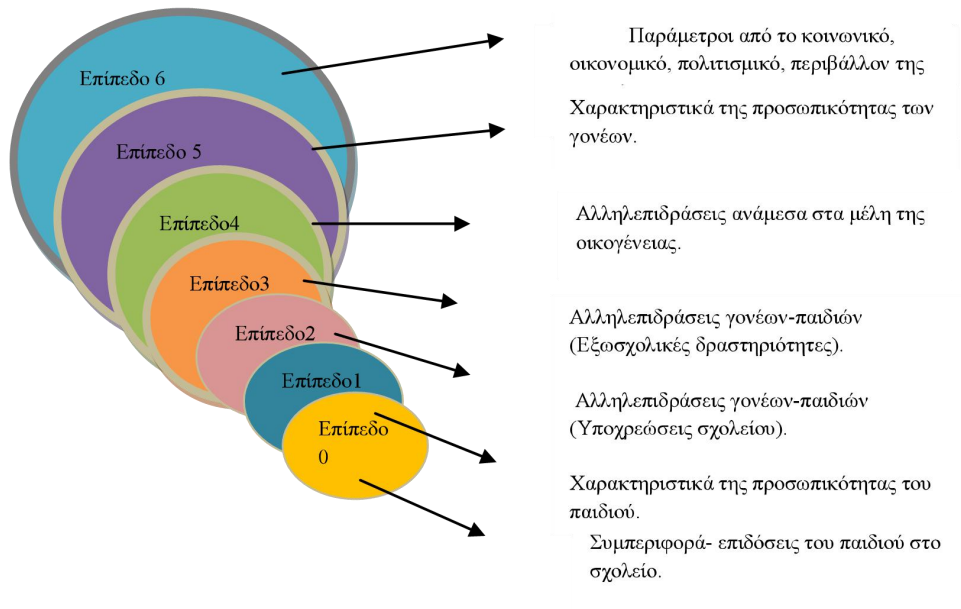 Επίπεδο 6
Παράμετροι από το κοινωνικό,
οικονομικό, πολιτισμικό, περιβάλλον της
Επίπεδο 5
Χαρακτηριστικά της προσωπικότητας των
γονέων.
Επίπεδο4
Αλληλεπιδράσεις ανάμεσα στα μέλη της
οικογένειας.
Επίπεδο3
Αλληλεπιδράσεις γονέων-παιδιών
(Εξωσχολικές δραστηριότητες).
Επίπεδο2
Αλληλεπιδράσεις γονέων-παιδιών
(Υποχρεώσεις σχολείου).
Επίπεδο1
Χαρακτηριστικά της προσωπικότητας του
παιδιού.
Επίπεδο
0
Συμπεριφορά- επιδόσεις του παιδιού στο
σχολείο.